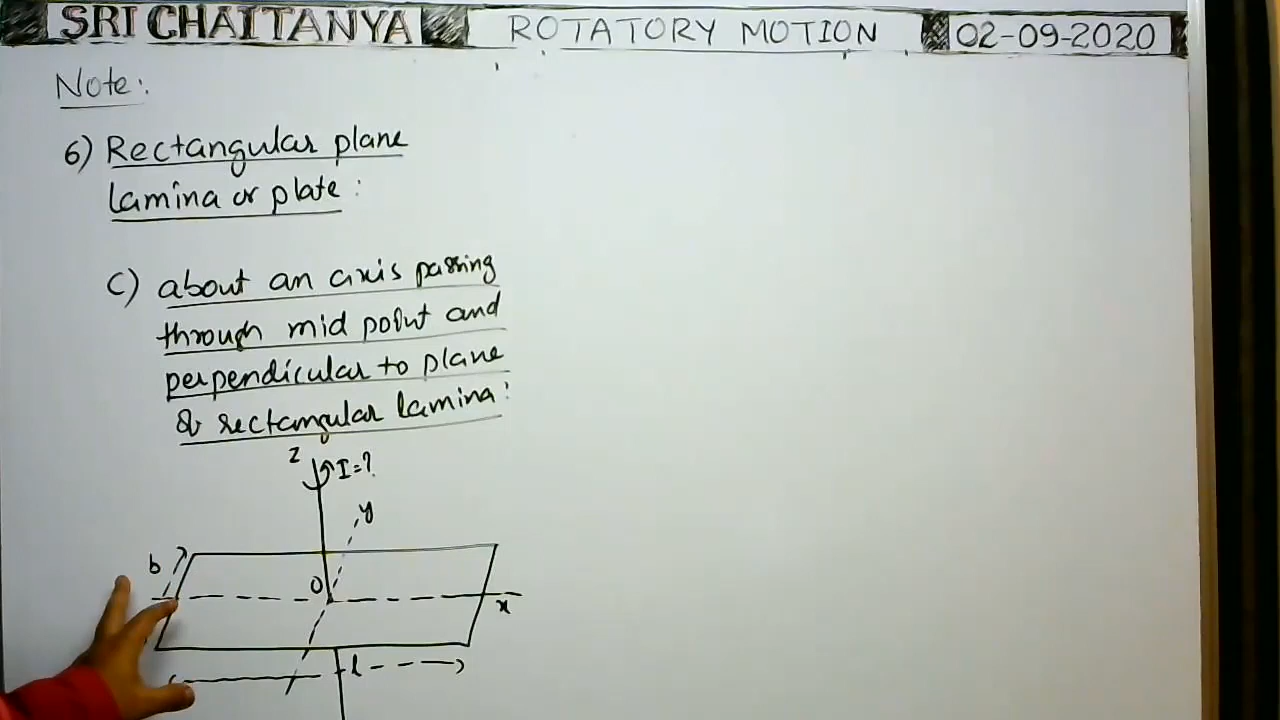 SRI CHAITANYA ROTATORY MOTION 02-09-2020
Note:
6) Rectangular plane
lamina or plate:
C) about an axis passing
through mid point and
perpendicular to plane
& rectangular lamina:
Z
I=?
y
b
O
x
l